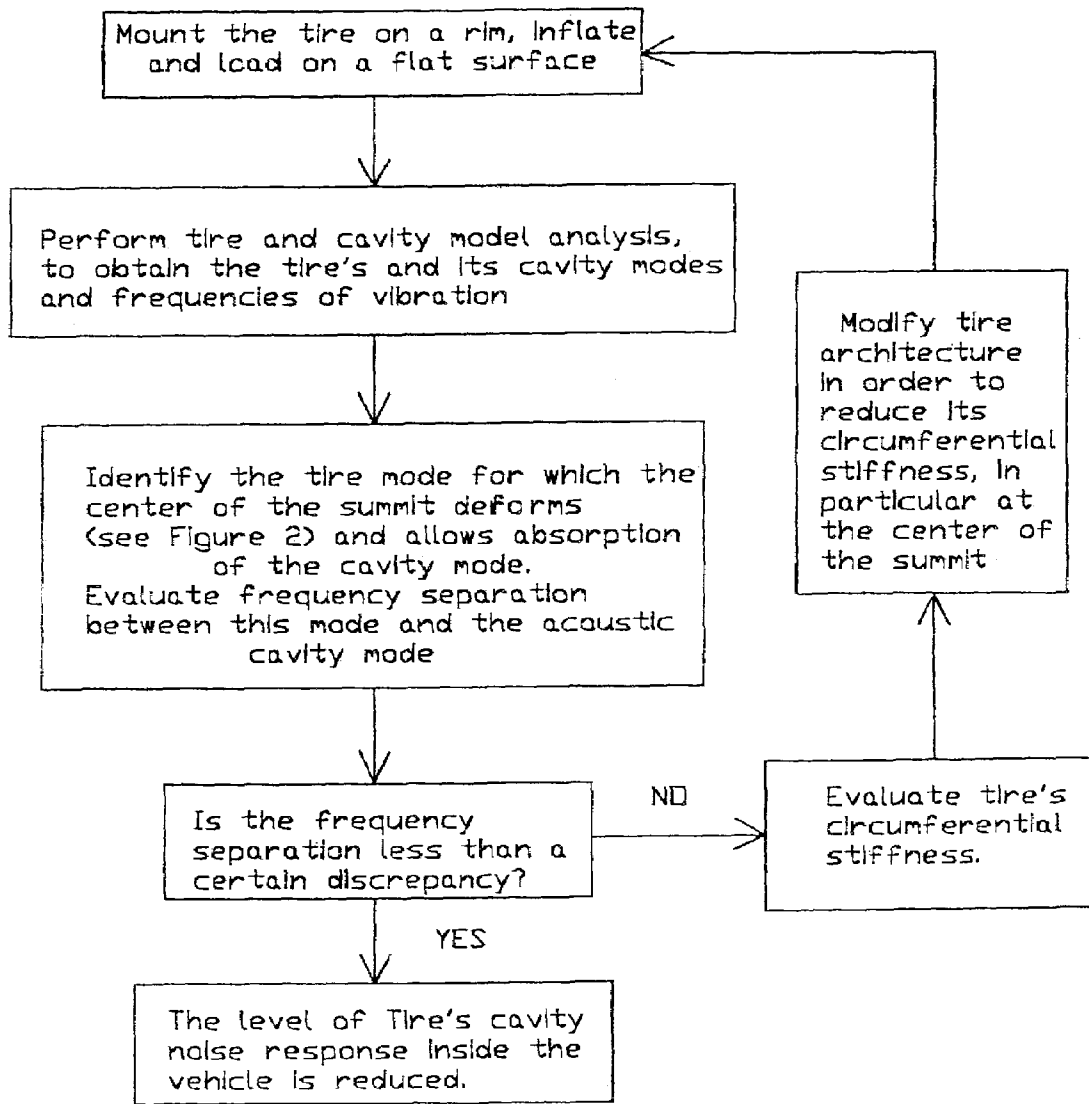 Mount the tire on a rim, inflate
and load on a flat surface
Perform tire and cavity model analysis,
to obtain the tire's and its cavity modes
and frequencies of vibration
Identify the tire mode for which the
center of the summit deforms
(see Figure 2) and allows absorption
of the cavity mode.
Evaluate frequency separation
between this mode and the acoustic
cavity mode
Is the frequency
separation less than a
certain discrepancy?
NO
YES
The level of Tire's cavity
noise response inside the
vehicle is reduced.
Evaluate tire's
circumferential
stiffness.
Modify tire
architecture
in order to
reduce its
circumferential
stiffness, in
particular at
the center of
the summit